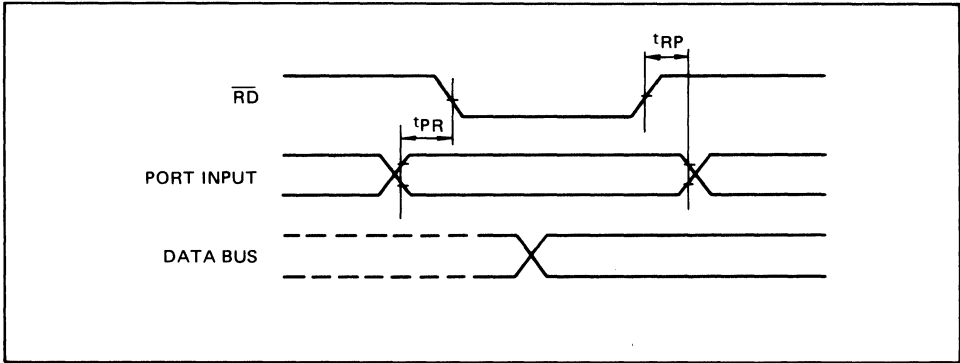 tRP
RD
tPR
PORT INPUT
DATA BUS